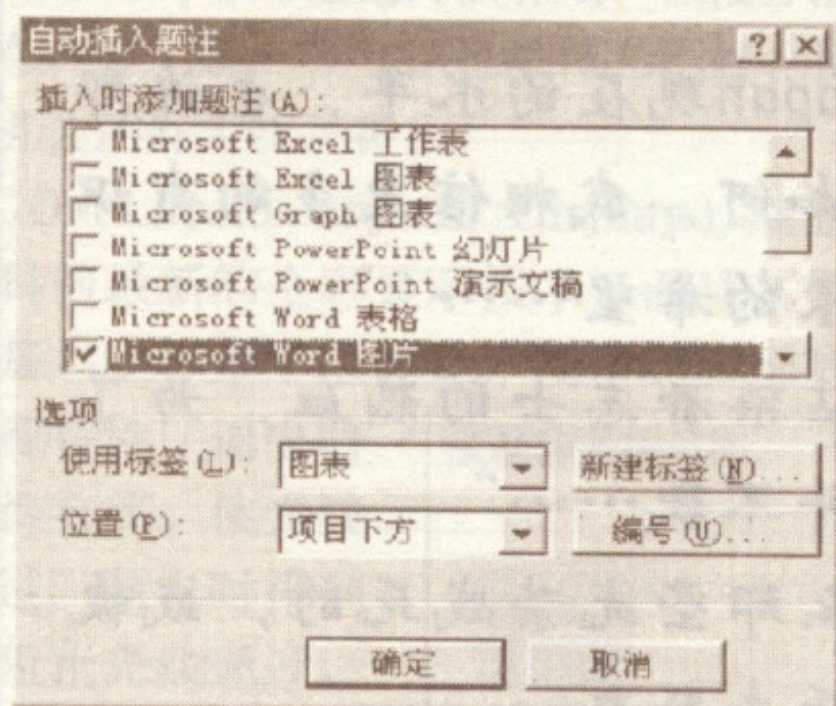 自动插入题注
插入时添加题注(A):
Microsoft Excel 工作表
Microsoft Excel 图表
Microsoft Graph 图表
Microsoft PowerPoint 幻灯片
Microsoft PowerPoint 演示文稿
Microsoft Word 表格
Microsoft Word 图片
选项
使用标签(L): 图表 新建标签(N)...
位置(P): 项目下方 编号(U)...
确定 取消